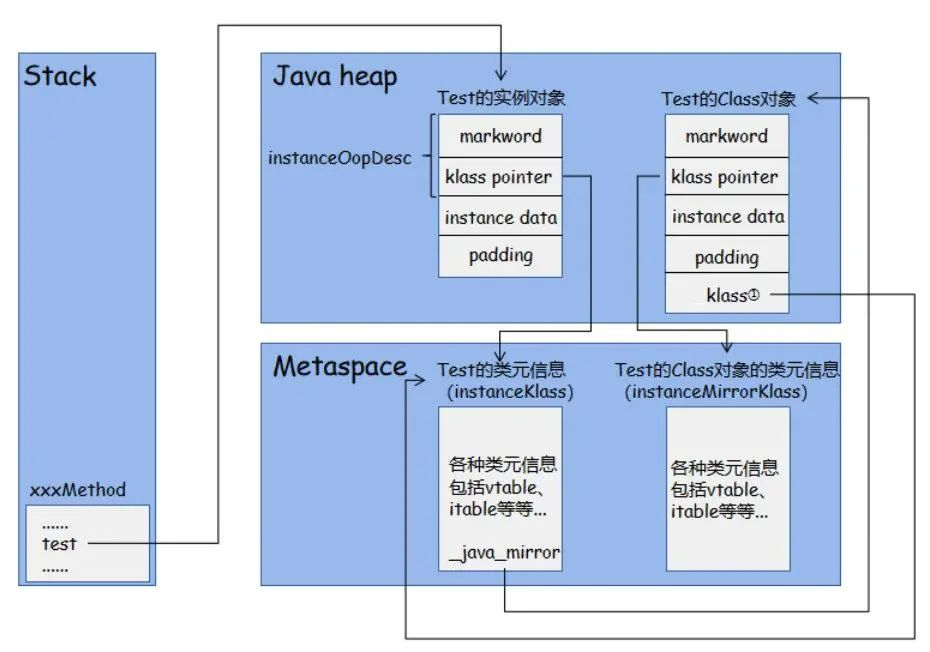 Stack
xxxMethod
......
test
......
Java heap
Test的实例对象
instanceOopDesc
markword
klass pointer
instance data
padding
Test的Class对象
markword
klass pointer
instance data
padding
klass①
Metaspace
Test的类元信息
（instanceKlass）
各种类元信息
包括vtable、
itable等等...
_java_mirror
Test的Class对象的类元信息
（instanceMirrorKlass）
各种类元信息
包括vtable、
itable等等...